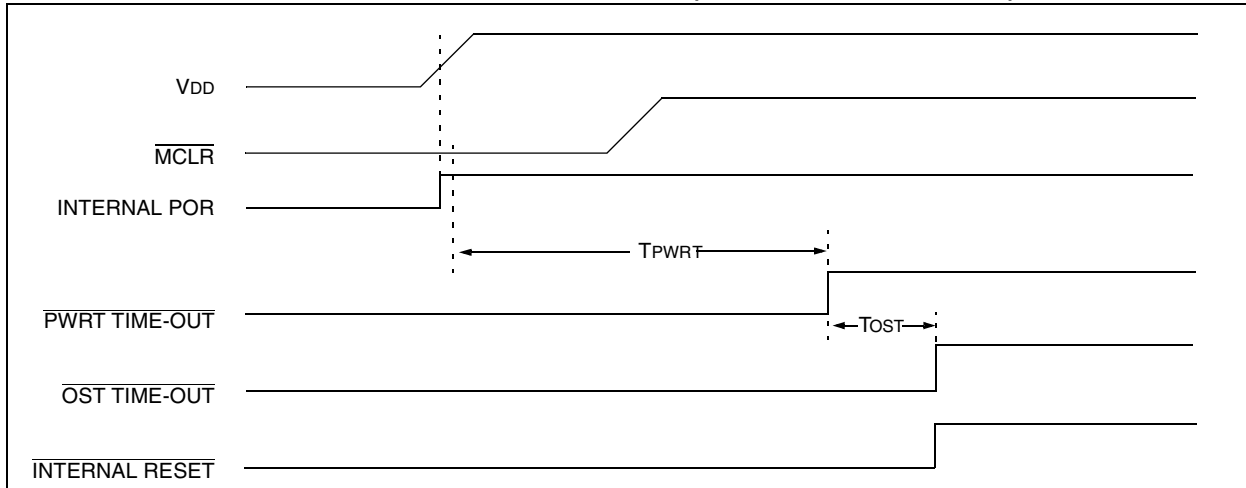 VDD
MCLR
INTERNAL POR
TPWRT
PWRT TIME-OUT
TOST
OST TIME-OUT
INTERNAL RESET